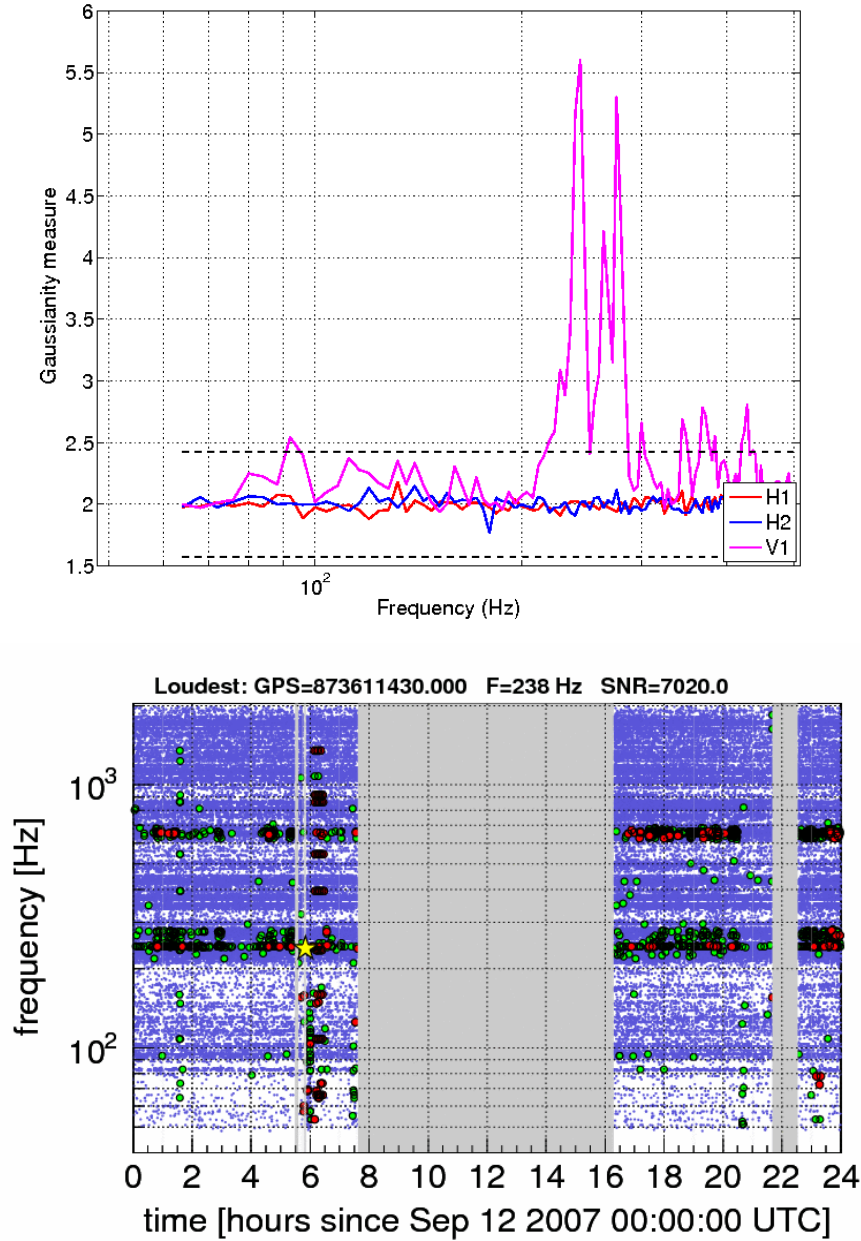 6
5.5
5
4.5
4
3.5
3
2.5
2
1.5
Gaussianity measure
10²
Frequency (Hz)
H1
H2
V1
Loudest: GPS=873611430.000 F=238 Hz SNR=7020.0
10³
10²
frequency [Hz]
0 2 4 6 8 10 12 14 16 18 20 22 24
time [hours since Sep 12 2007 00:00:00 UTC]